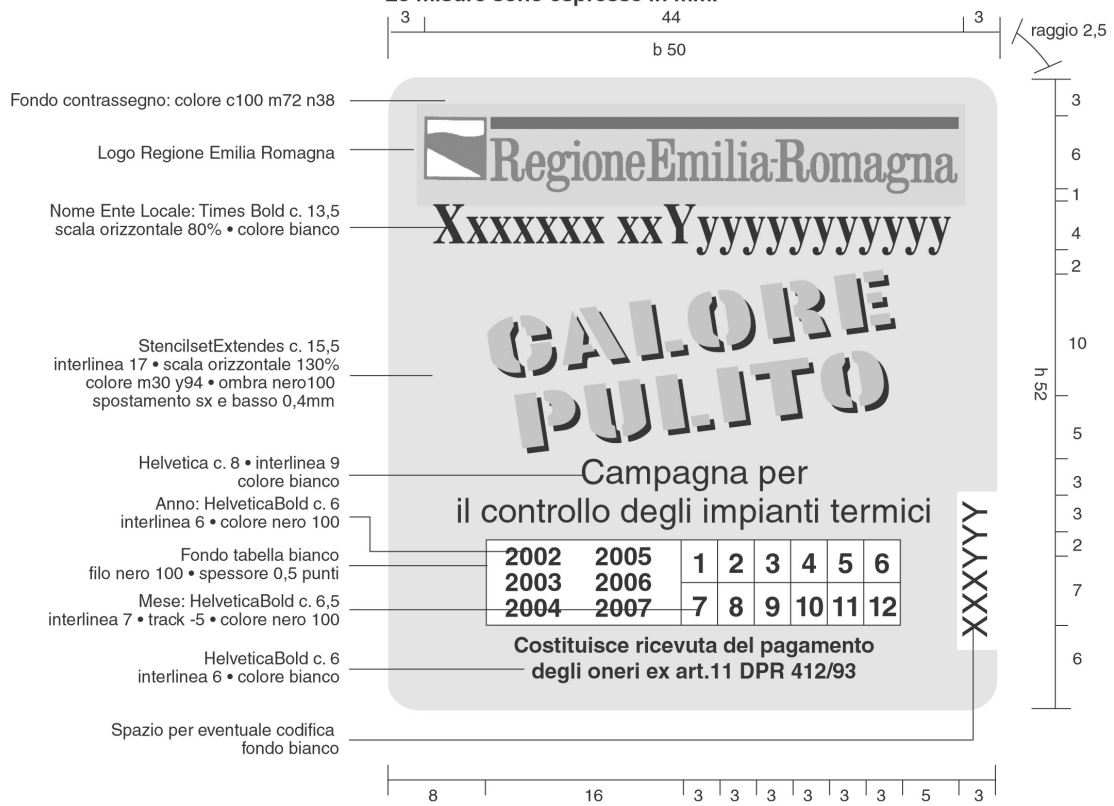 Le misure sono espresse in mm.
3 44 3
raggio 2,5
b 50
Fondo contrassegno: colore c100 m72 n38
Logo Regione Emilia Romagna
Nome Ente Locale: Times Bold c. 13,5
scala orizzontale 80% • colore bianco
StencilsetExtendes c. 15,5
interlinea 17 • scala orizzontale 130%
colore m30 y94 • ombra nero100
spostamento sx e basso 0,4mm
Helvetica c. 8 • interlinea 9
colore bianco
Anno: HelveticaBold c. 6
interlinea 6 • colore nero 100
Fondo tabella bianco
filo nero 100 • spessore 0,5 punti
Mese: HelveticaBold c. 6,5
interlinea 7 • track -5 • colore nero 100
HelveticaBold c. 6
interlinea 6 • colore bianco
Spazio per eventuale codifica
fondo bianco
RegioneEmilia-Romagna
Xxxxxxx xxYyyyyyyyyyyy
CALORE
PULITO
Campagna per
il controllo degli impianti termici
2002 2005 1 2 3 4 5 6
2003 2006
2004 2007 7 8 9 10 11 12
Costituisce ricevuta del pagamento
degli oneri ex art.11 DPR 412/93
XXXYYY
3
6
1
4
2
10
h 52
5
3
3
2
7
6
8 16 3 3 3 3 3 3 5 3